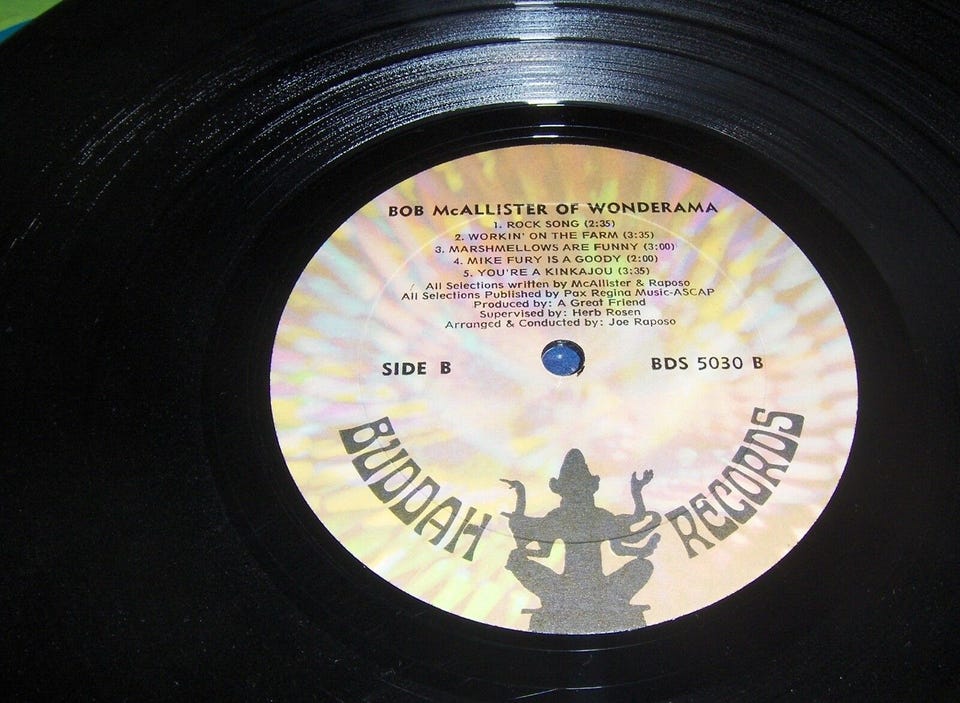 BOB McALLISTER OF WONDERAMA
1. ROCK SONG (2:35)
2. WORKIN' ON THE FARM (3:35)
3. MARSHMELLOWS ARE FUNNY (3:00)
4. MIKE FURY IS A GOODY (2:00)
5. YOU'RE A KINKAJOU (3:35)
All Selections written by McAllister & Raposo
All Selections Published by Pax Regina Music-ASCAP
Produced by: A Great Friend
Supervised by: Herb Rosen
Arranged & Conducted by: Joe Raposo
SIDE B
BDS 5030 B
BUDDAH RECORDS